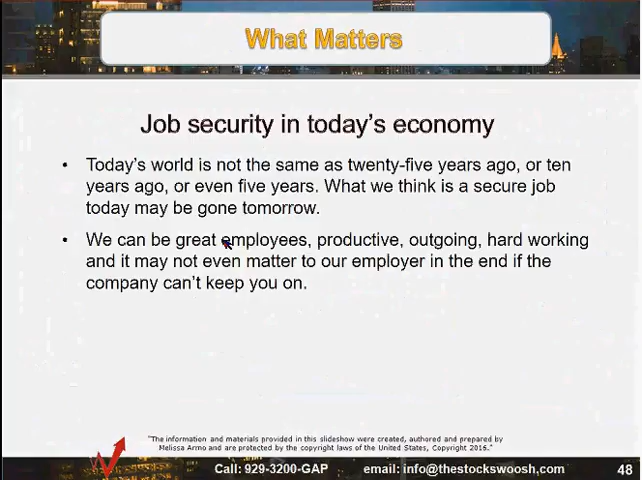 What Matters
Job security in today's economy
• Today's world is not the same as twenty-five years ago, or ten
years ago, or even five years. What we think is a secure job
today may be gone tomorrow.
• We can be great employees, productive, outgoing, hard working
and it may not even matter to our employer in the end if the
company can't keep you on.
"The information and materials provided in this slideshow were created, authored and prepared by
Melissa Armo and are protected by the copyright laws of the United States, Copyright 2016."
Call: 929-3200-GAP email: info@thestockswoosh.com 48